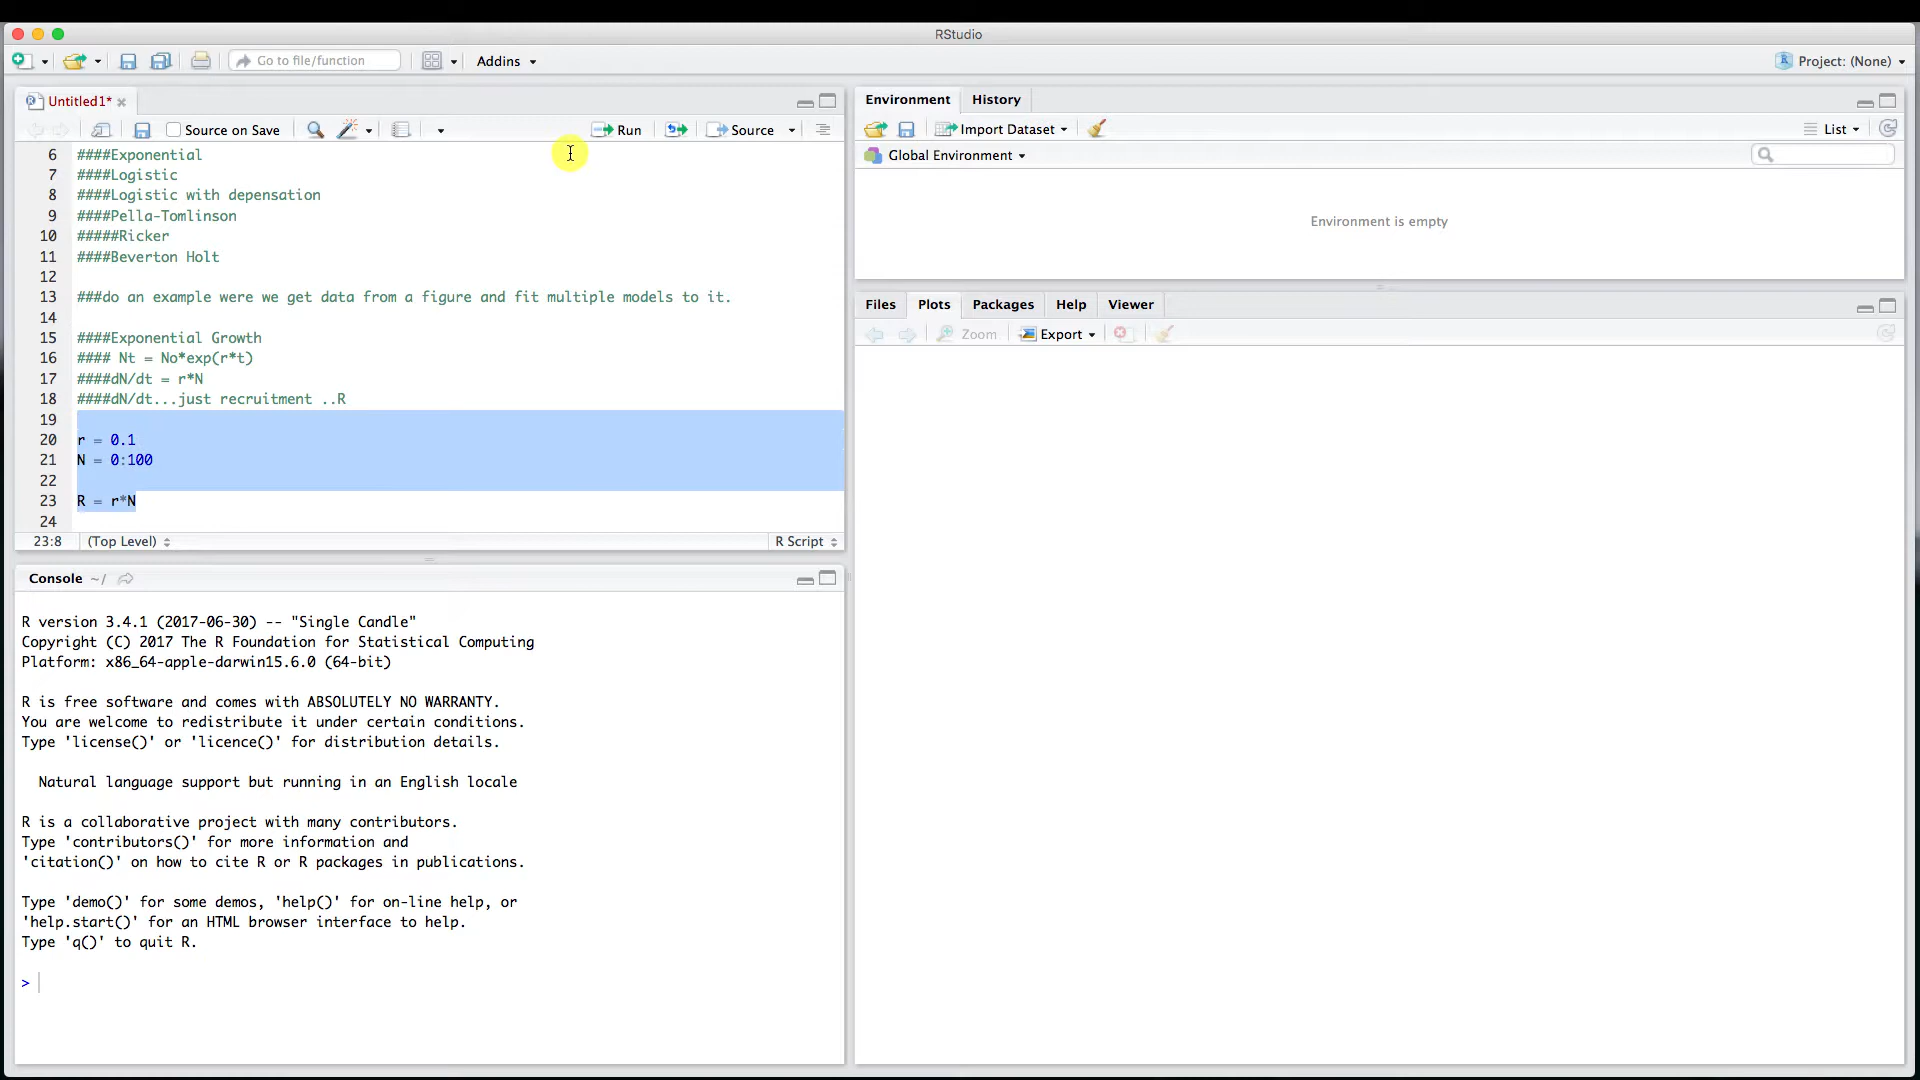 RStudio
Go to file/function
Addins
Project: (None)
Untitled1*
Source on Save
Run
Source
6 ####Exponential
7 ####Logistic
8 ####Logistic with depensation
9 ####Pella-Tomlinson
10 #####Ricker
11 ####Beverton Holt
12
13 ###do an example were we get data from a figure and fit multiple models to it.
14
15 ####Exponential Growth
16 #### Nt = No*exp(r*t)
17 ####dN/dt = r*N
18 ####dN/dt...just recruitment ..R
19
20 r = 0.1
21 N = 0:100
22
23 R = r*N
24
23:8 (Top Level) R Script
Console ~/
R version 3.4.1 (2017-06-30) -- "Single Candle"
Copyright (C) 2017 The R Foundation for Statistical Computing
Platform: x86_64-apple-darwin15.6.0 (64-bit)
R is free software and comes with ABSOLUTELY NO WARRANTY.
You are welcome to redistribute it under certain conditions.
Type 'license()' or 'licence()' for distribution details.
Natural language support but running in an English locale
R is a collaborative project with many contributors.
Type 'contributors()' for more information and
'citation()' on how to cite R or R packages in publications.
Type 'demo()' for some demos, 'help()' for on-line help, or
'help.start()' for an HTML browser interface to help.
Type 'q()' to quit R.
>
Environment History
Import Dataset
List
Global Environment
Environment is empty
Files Plots Packages Help Viewer
Zoom Export